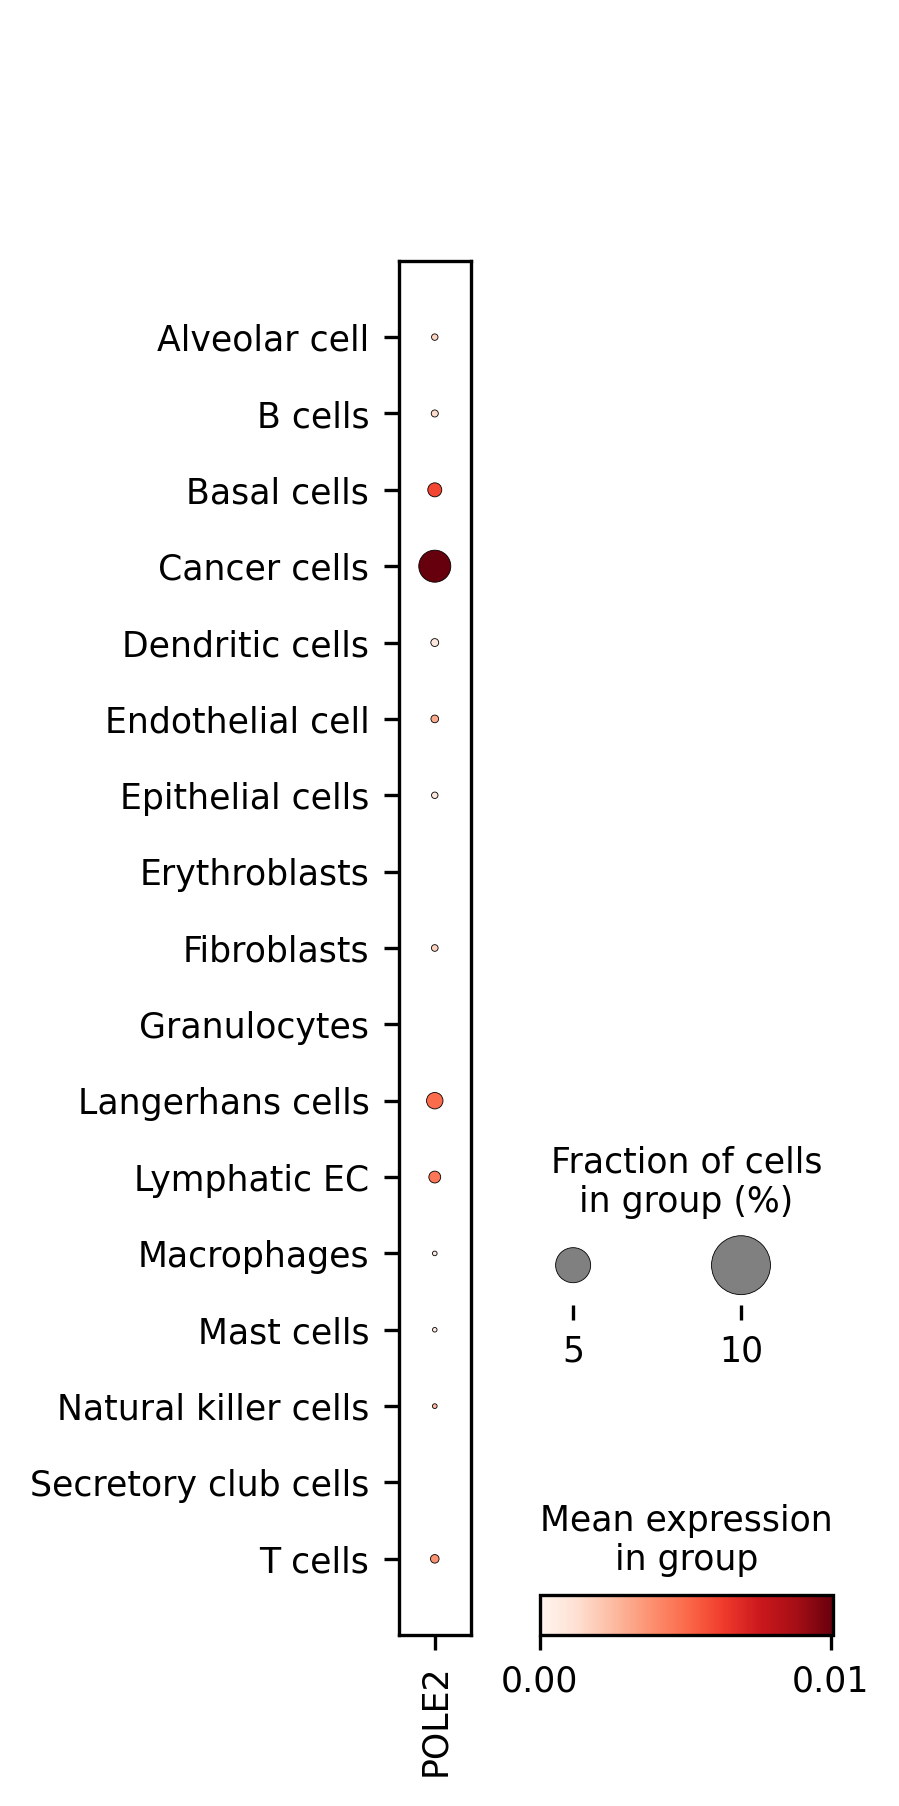 Alveolar cell
B cells
Basal cells
Cancer cells
Dendritic cells
Endothelial cell
Epithelial cells
Erythroblasts
Fibroblasts
Granulocytes
Langerhans cells
Lymphatic EC
Macrophages
Mast cells
Natural killer cells
Secretory club cells
T cells
POLE2
Fraction of cells
in group (%)
5 10
Mean expression
in group
0.00 0.01